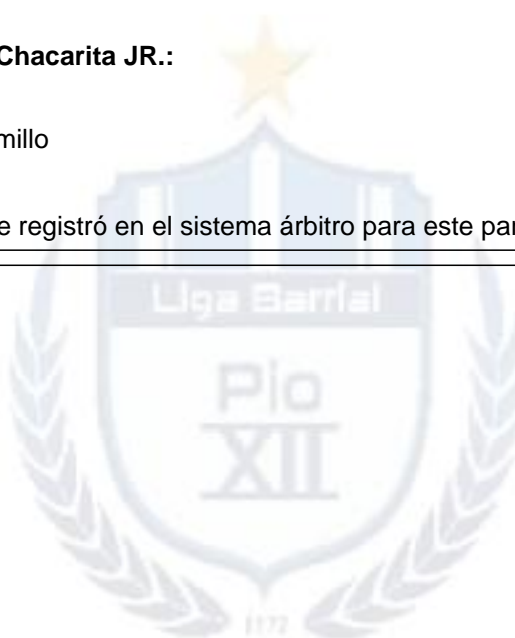 Chacarita JR.:
millo
e registró en el sistema árbitro para este par
Liga Barrial
Pio
XII